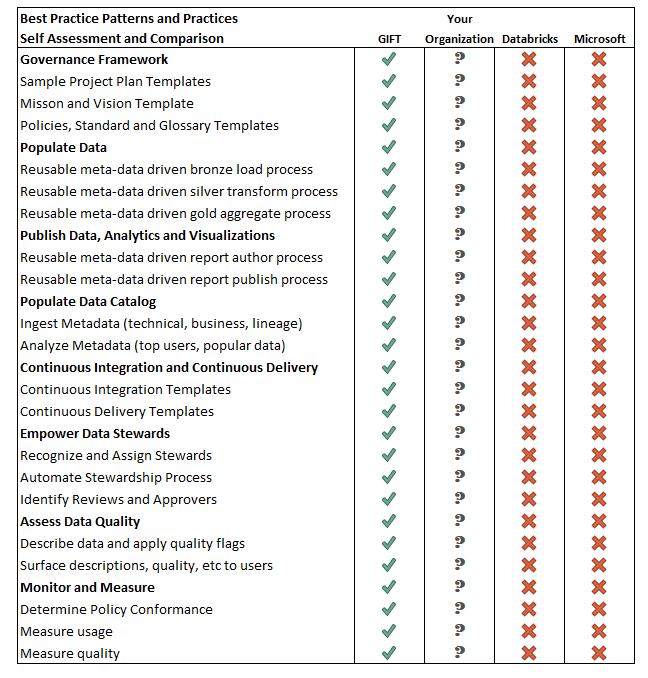 Best Practice Patterns and Practices Your
Self Assessment and Comparison GIFT Organization Databricks Microsoft
Governance Framework ✔ ? ✖ ✖
Sample Project Plan Templates ✔ ? ✖ ✖
Misson and Vision Template ✔ ? ✖ ✖
Policies, Standard and Glossary Templates ✔ ? ✖ ✖
Populate Data ✔ ? ✖ ✖
Reusable meta-data driven bronze load process ✔ ? ✖ ✖
Reusable meta-data driven silver transform process ✔ ? ✖ ✖
Reusable meta-data driven gold aggregate process ✔ ? ✖ ✖
Publish Data, Analytics and Visualizations ✔ ? ✖ ✖
Reusable meta-data driven report author process ✔ ? ✖ ✖
Reusable meta-data driven report publish process ✔ ? ✖ ✖
Populate Data Catalog ✔ ? ✖ ✖
Ingest Metadata (technical, business, lineage) ✔ ? ✖ ✖
Analyze Metadata (top users, popular data) ✔ ? ✖ ✖
Continuous Integration and Continuous Delivery ✔ ? ✖ ✖
Continuous Integration Templates ✔ ? ✖ ✖
Continuous Delivery Templates ✔ ? ✖ ✖
Empower Data Stewards ✔ ? ✖ ✖
Recognize and Assign Stewards ✔ ? ✖ ✖
Automate Stewardship Process ✔ ? ✖ ✖
Identify Reviews and Approvers ✔ ? ✖ ✖
Assess Data Quality ✔ ? ✖ ✖
Describe data and apply quality flags ✔ ? ✖ ✖
Surface descriptions, quality, etc to users ✔ ? ✖ ✖
Monitor and Measure ✔ ? ✖ ✖
Determine Policy Conformance ✔ ? ✖ ✖
Measure usage ✔ ? ✖ ✖
Measure quality ✔ ? ✖ ✖